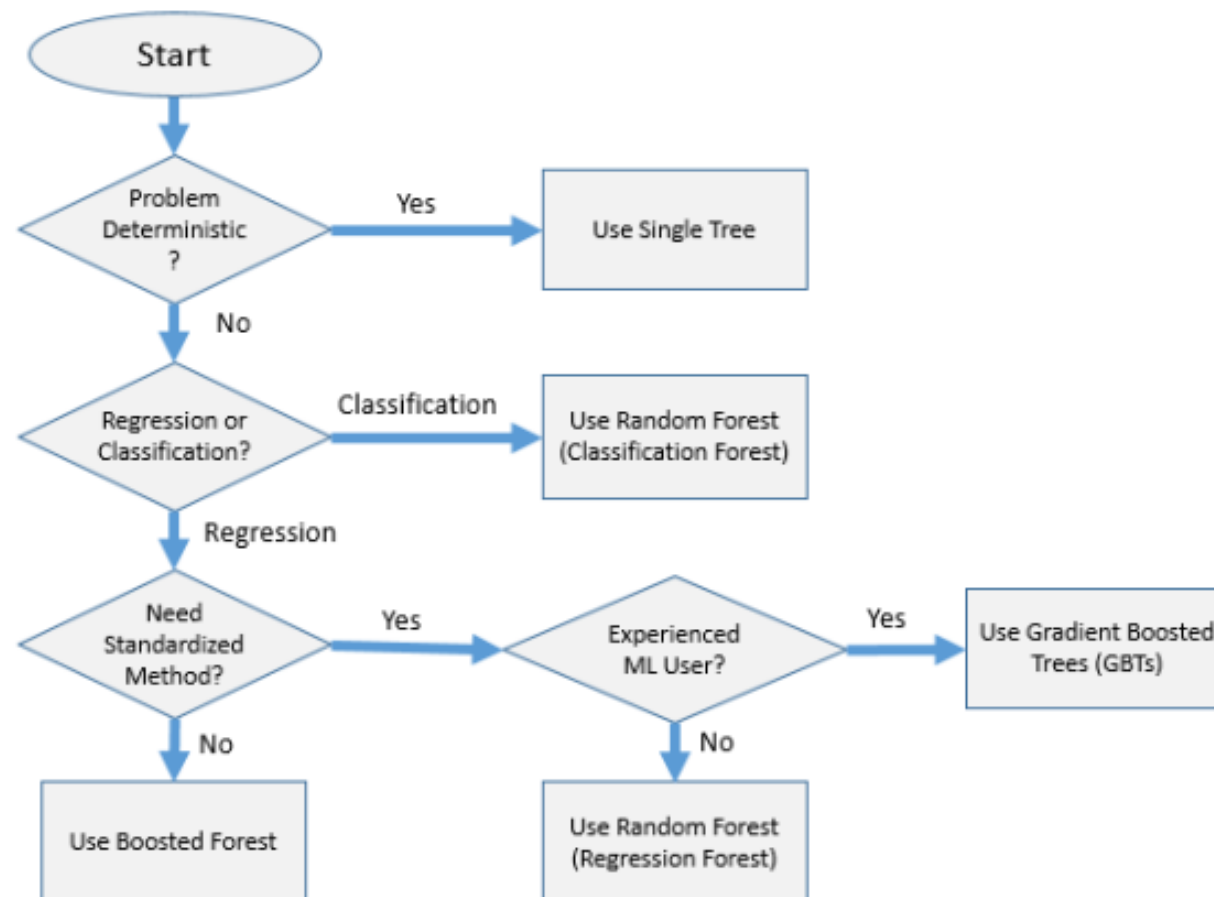 Start
Problem
Deterministic
?
Yes
Use Single Tree
No
Regression or
Classification?
Classification
Use Random Forest
(Classification Forest)
Regression
Need
Standardized
Method?
Yes
Experienced
ML User?
Yes
Use Gradient Boosted
Trees (GBTs)
No
No
Use Boosted Forest
Use Random Forest
(Regression Forest)